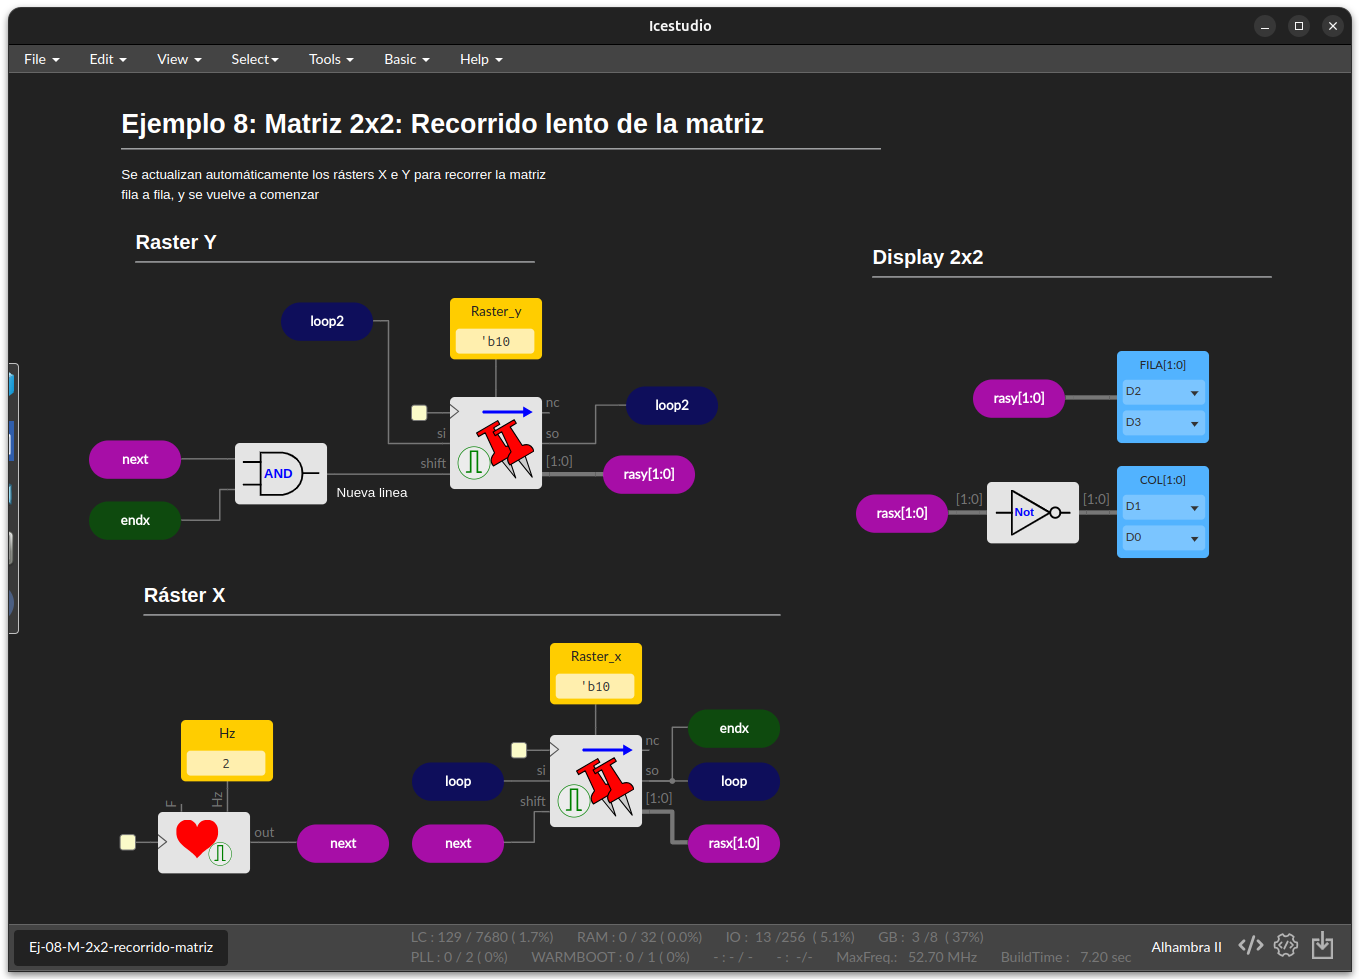 Icestudio
File Edit View Select Tools Basic Help
Ejemplo 8: Matriz 2x2: Recorrido lento de la matriz
Se actualizan automáticamente los rásters X e Y para recorrer la matriz
fila a fila, y se vuelve a comenzar
Raster Y
Display 2x2
loop2
Raster_y
'b10
nc
loop2
si
so
shift
[1:0]
rasy[1:0]
next
AND
Nueva linea
endx
FILA[1:0]
rasy[1:0]
D2
D3
COL[1:0]
rasx[1:0]
[1:0]
Not
[1:0]
D1
D0
Ráster X
Raster_x
'b10
endx
nc
loop
si
so
loop
shift
[1:0]
next
rasx[1:0]
Hz
2
F
Hz
out
next
Ej-08-M-2x2-recorrido-matriz
LC : 129 / 7680 ( 1.7%) RAM : 0 / 32 ( 0.0%) IO : 13 /256 ( 5.1%) GB : 3 /8 ( 37%)
PLL : 0 / 2 ( 0%) WARMBOOT : 0 / 1 ( 0%) - : - / - - : -/- MaxFreq.: 52.70 MHz BuildTime : 7.20 sec
Alhambra II